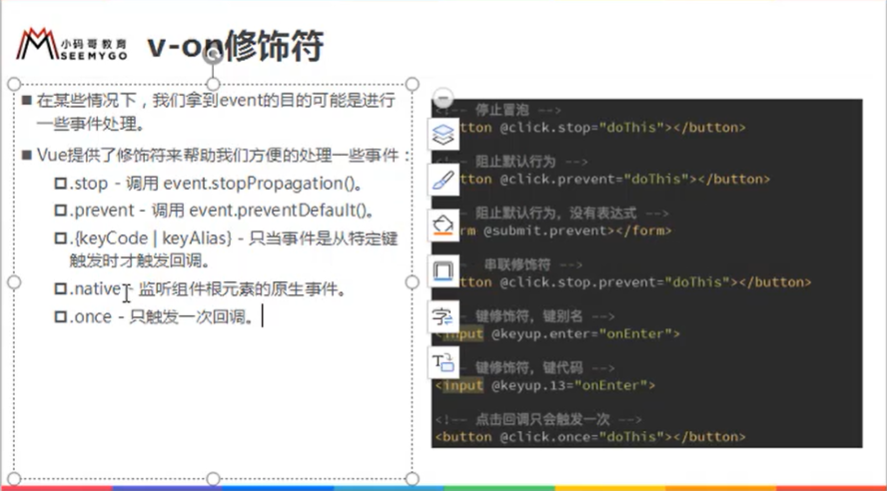 小码哥教育
SEEMYGO
v-on修饰符
在某些情况下，我们拿到event的目的可能是进行
一些事件处理。
Vue提供了修饰符来帮助我们方便的处理一些事件：
.stop - 调用 event.stopPropagation()。
.prevent - 调用 event.preventDefault()。
.{keyCode | keyAlias} - 只当事件是从特定键
触发时才触发回调。
.native - 监听组件根元素的原生事件。
.once - 只触发一次回调。
停止冒泡 -->
tton @click.stop="doThis"></button>
阻止默认行为 -->
tton @click.prevent="doThis"></button>
阻止默认行为，没有表达式 -->
rm @submit.prevent></form>
串联修饰符 -->
tton @click.stop.prevent="doThis"></button>
键修饰符，键别名 -->
input @keyup.enter="onEnter">
键修饰符，键代码 -->
<input @keyup.13="onEnter">
<!-- 点击回调只会触发一次 -->
<button @click.once="doThis"></button>